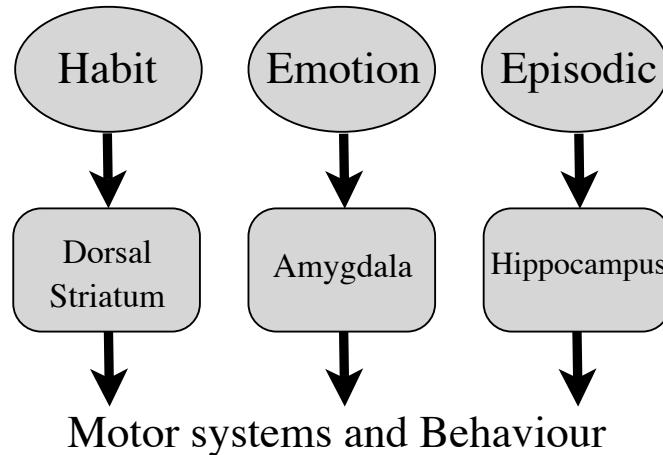 Habit
Emotion
Episodic
Dorsal
Striatum
Amygdala
Hippocampus
Motor systems and Behaviour